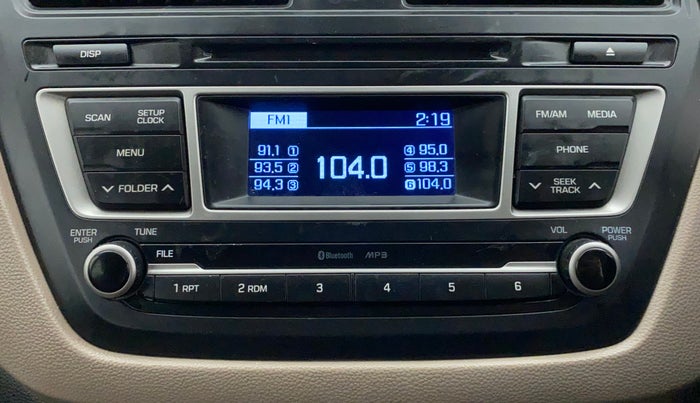 DISP
SCAN SETUP CLOCK
MENU
FOLDER
FM1 2:19
91.1 1
93.5 2
94.3 3
104.0
4 95.0
5 98.3
6 104.0
FM/AM MEDIA
PHONE
SEEK TRACK
ENTER PUSH
TUNE
FILE
Bluetooth MP3
VOL
POWER PUSH
1 RPT 2 RDM 3 4 5 6